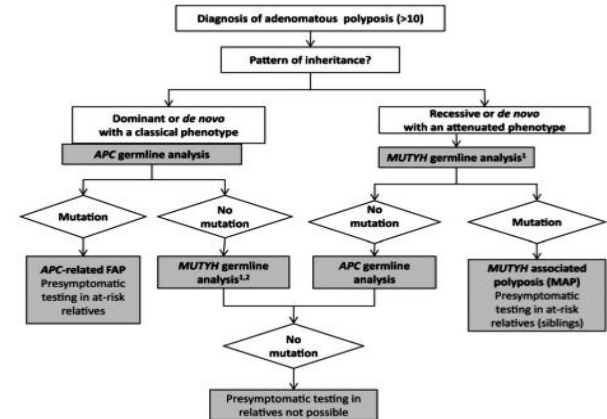 Diagnosis of adenomatous polyposis (>10)
Pattern of inheritance?
Dominant or de novo
with a classical phenotype
APC germline analysis
Recessive or de novo
with an attenuated phenotype
MUTYH germline analysis¹
Mutation
No
mutation
No
mutation
Mutation
APC-related FAP
Presymptomatic
testing in at-risk
relatives
MUTYH germline
analysis¹,²
APC germline
analysis
MUTYH associated
polyposis (MAP)
Presymptomatic
testing in at-risk
relatives (siblings)
No
mutation
Presymptomatic testing in
relatives not possible